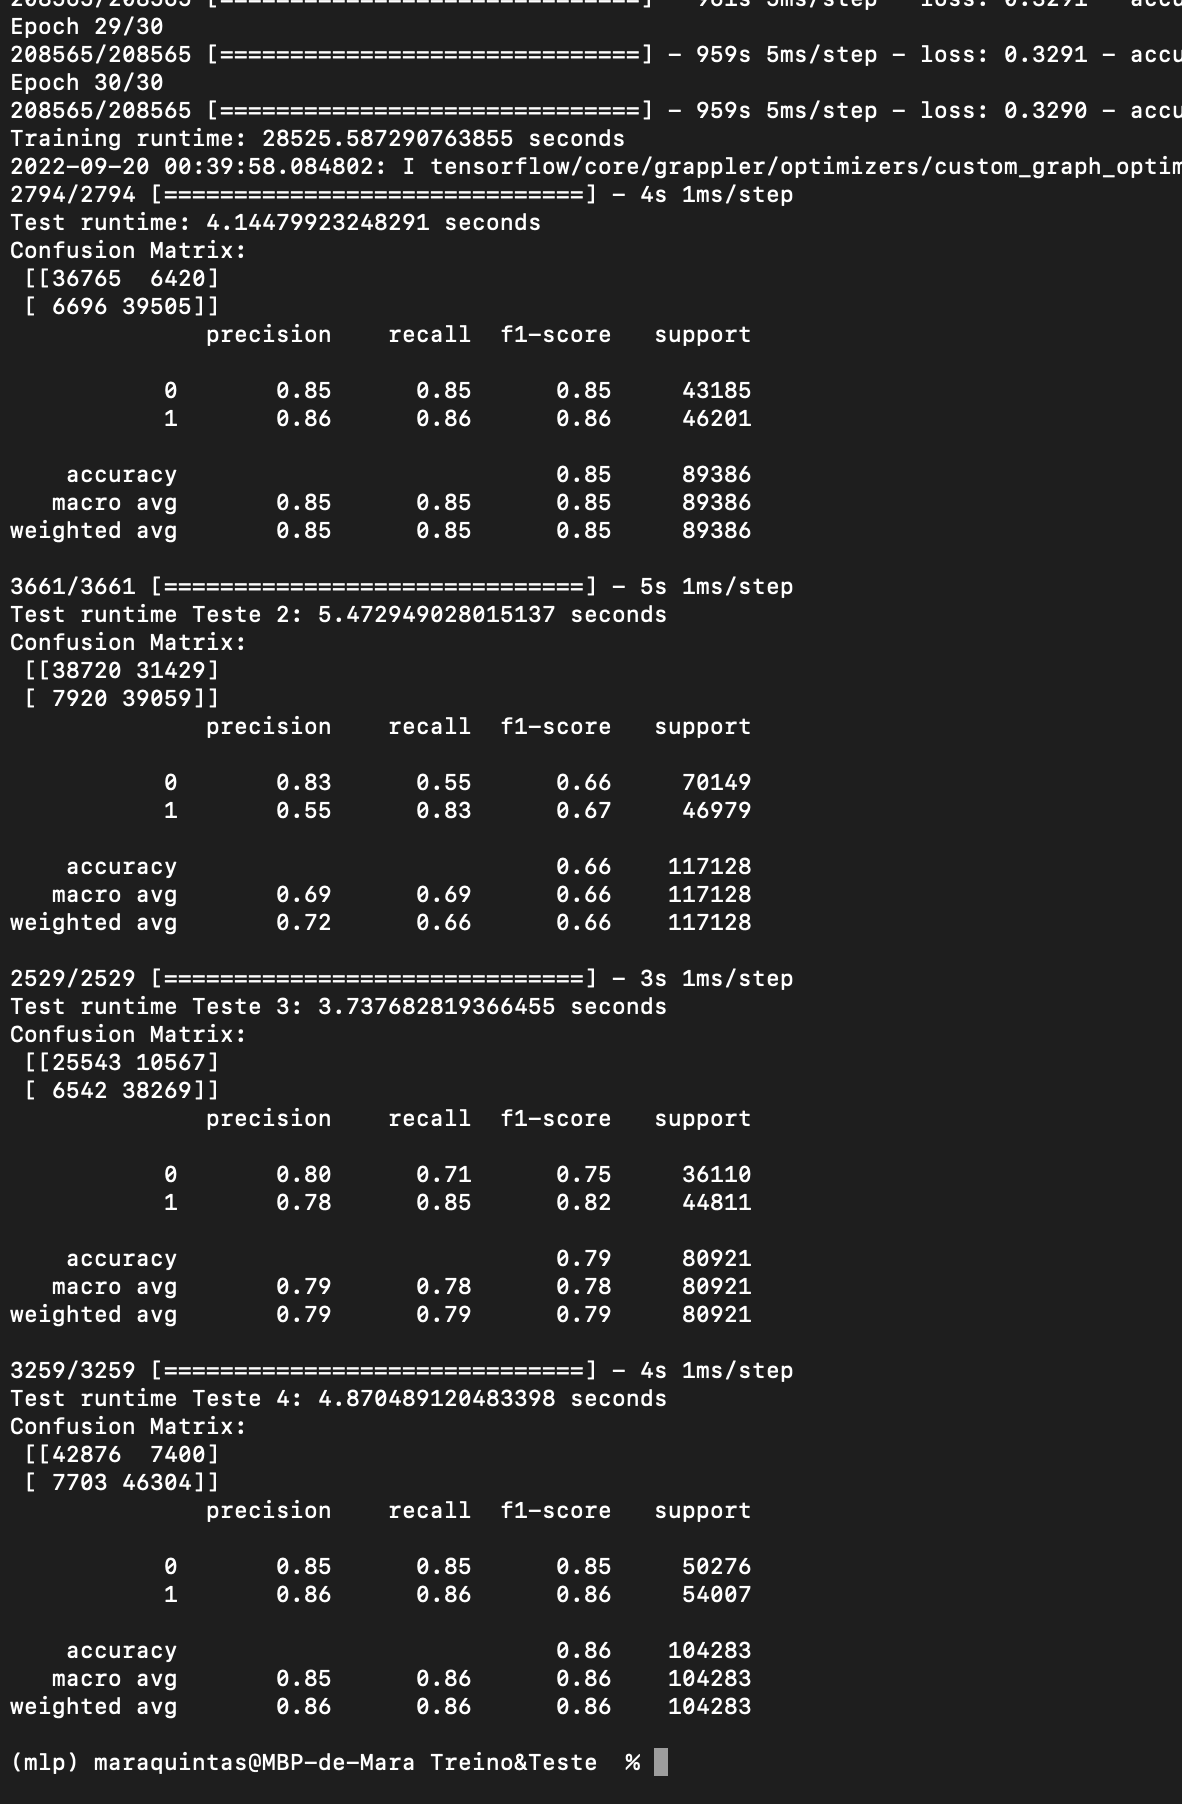 208565/208565 [==============================] - 961s 5ms/step - loss: 0.3291 - accu
Epoch 29/30
208565/208565 [==============================] - 959s 5ms/step - loss: 0.3291 - accu
Epoch 30/30
208565/208565 [==============================] - 959s 5ms/step - loss: 0.3290 - accu
Training runtime: 28525.587290763855 seconds
2022-09-20 00:39:58.084802: I tensorflow/core/grappler/optimizers/custom_graph_optim
2794/2794 [==============================] - 4s 1ms/step
Test runtime: 4.14479923248291 seconds
Confusion Matrix:
[[36765  6420]
[ 6696 39505]]
precision    recall  f1-score   support
0       0.85      0.85      0.85     43185
1       0.86      0.86      0.86     46201
accuracy                           0.85     89386
macro avg       0.85      0.85      0.85     89386
weighted avg       0.85      0.85      0.85     89386
3661/3661 [==============================] - 5s 1ms/step
Test runtime Teste 2: 5.472949028015137 seconds
Confusion Matrix:
[[38720 31429]
[ 7920 39059]]
precision    recall  f1-score   support
0       0.83      0.55      0.66     70149
1       0.55      0.83      0.67     46979
accuracy                           0.66    117128
macro avg       0.69      0.69      0.66    117128
weighted avg       0.72      0.66      0.66    117128
2529/2529 [==============================] - 3s 1ms/step
Test runtime Teste 3: 3.737682819366455 seconds
Confusion Matrix:
[[25543 10567]
[ 6542 38269]]
precision    recall  f1-score   support
0       0.80      0.71      0.75     36110
1       0.78      0.85      0.82     44811
accuracy                           0.79     80921
macro avg       0.79      0.78      0.78     80921
weighted avg       0.79      0.79      0.79     80921
3259/3259 [==============================] - 4s 1ms/step
Test runtime Teste 4: 4.870489120483398 seconds
Confusion Matrix:
[[42876  7400]
[ 7703 46304]]
precision    recall  f1-score   support
0       0.85      0.85      0.85     50276
1       0.86      0.86      0.86     54007
accuracy                           0.86    104283
macro avg       0.85      0.86      0.86    104283
weighted avg       0.86      0.86      0.86    104283
(mlp) maraquintas@MBP-de-Mara Treino&Teste  %